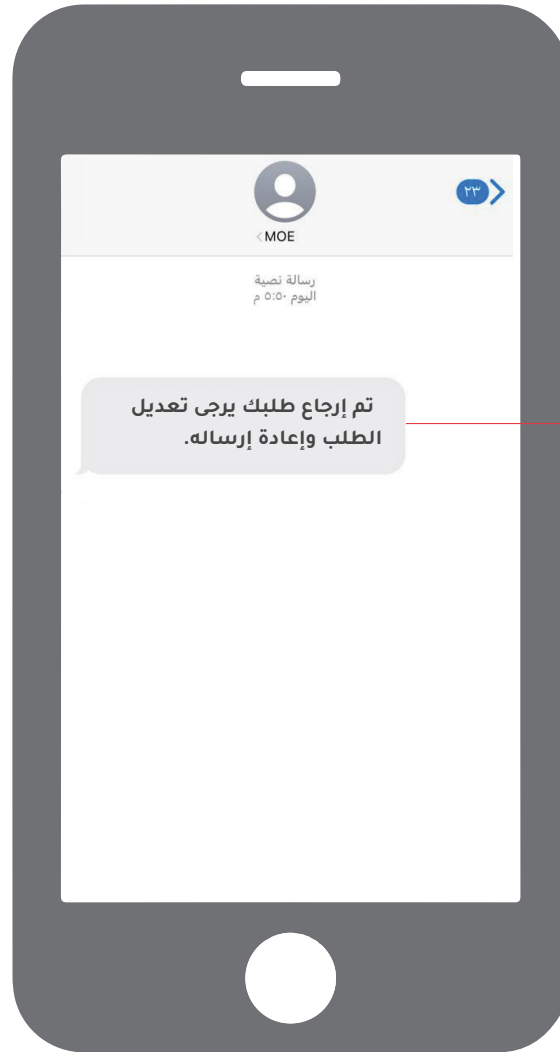 ٢٣
MOE
رسالة نصية
اليوم ٥:٥٠ م
تم إرجاع طلبك يرجى تعديل
الطلب وإعادة إرساله.